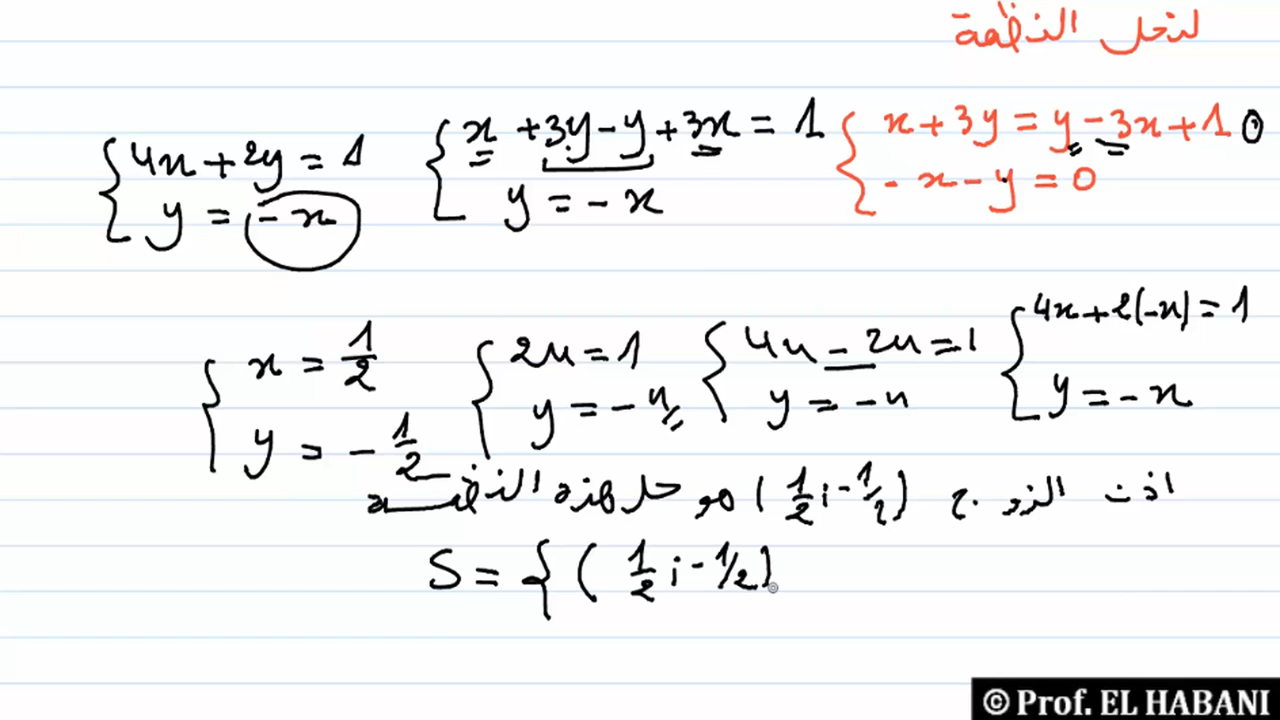 لنحل النظمة
{ x + 3y = y - 3x + 1 0
- x - y = 0
{ x + 3y - y + 3x = 1
y = - x
{ 4x + 2y = 1
y = - x
{ 4x + 2(-x) = 1
y = - x
{ 4x - 2x = 1
y = - x
{ 2x = 1
y = - x
{ x = 1/2
y = - 1/2
اذن الزوج (1/2 ; -1/2) هو حل هذه النظمة
S = { ( 1/2 ; -1/2 )
© Prof. EL HABANI